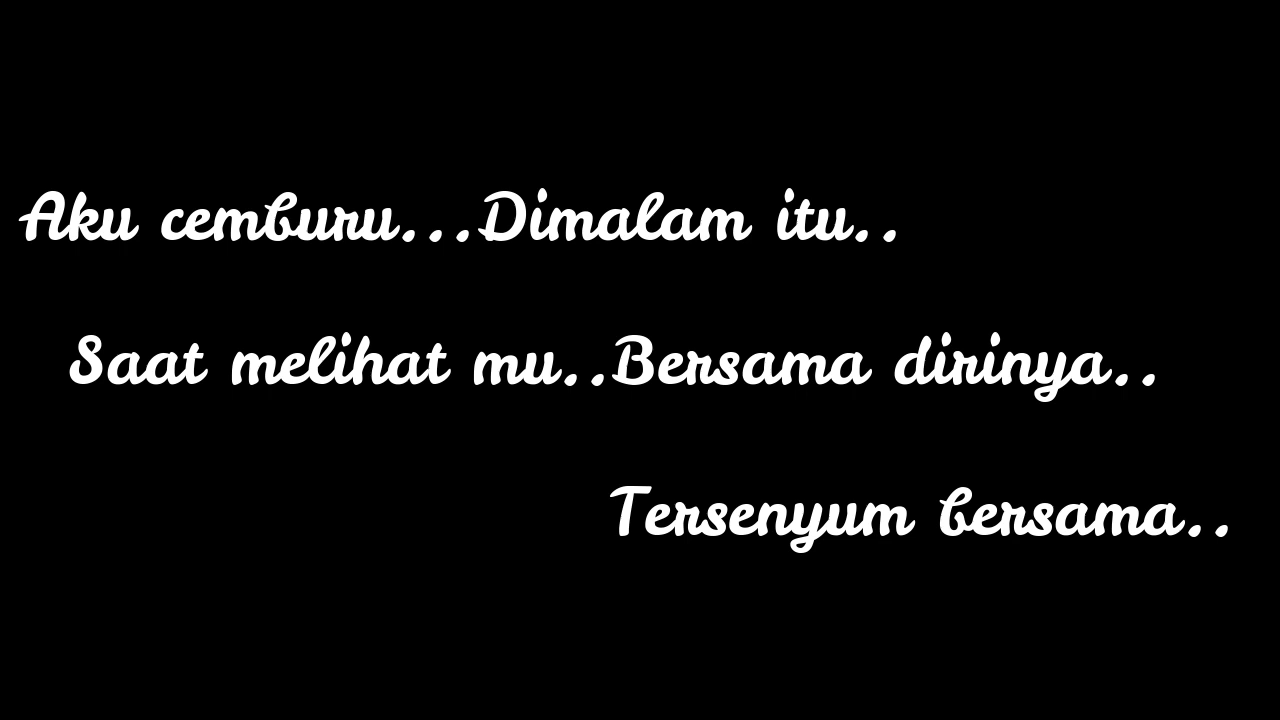 Aku cemburu...Dimalam itu..
Saat melihat mu..Bersama dirinya..
Tersenyum bersama..